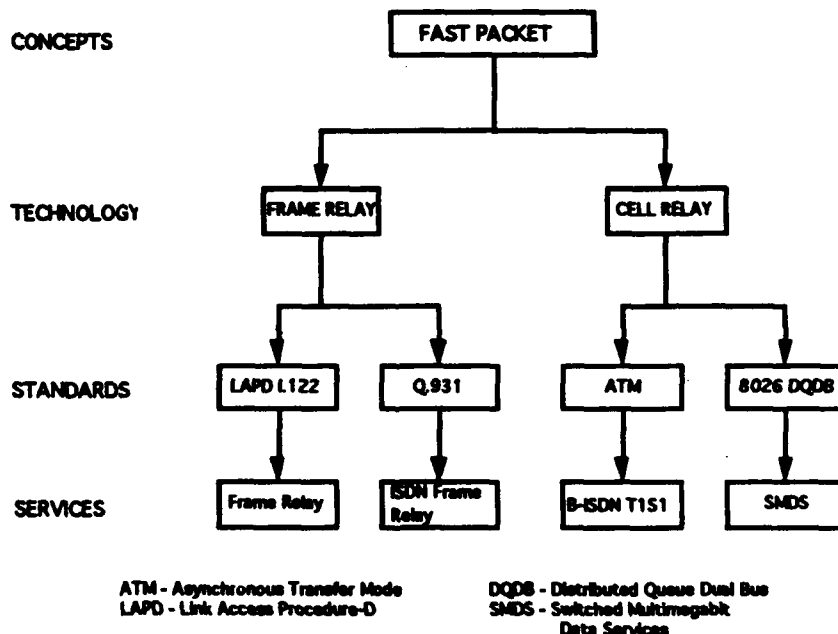 CONCEPTS
FAST PACKET
TECHNOLOGY
FRAME RELAY
CELL RELAY
STANDARDS
LAPD I.122
Q.931
ATM
8026 DQDB
SERVICES
Frame Relay
ISDN Frame
Relay
B-ISDN T1S1
SMDS
ATM - Asynchronous Transfer Mode
LAPD - Link Access Procedure-D
DQDB - Distributed Queue Dual Bus
SMDS - Switched Multimegabit
Data Services